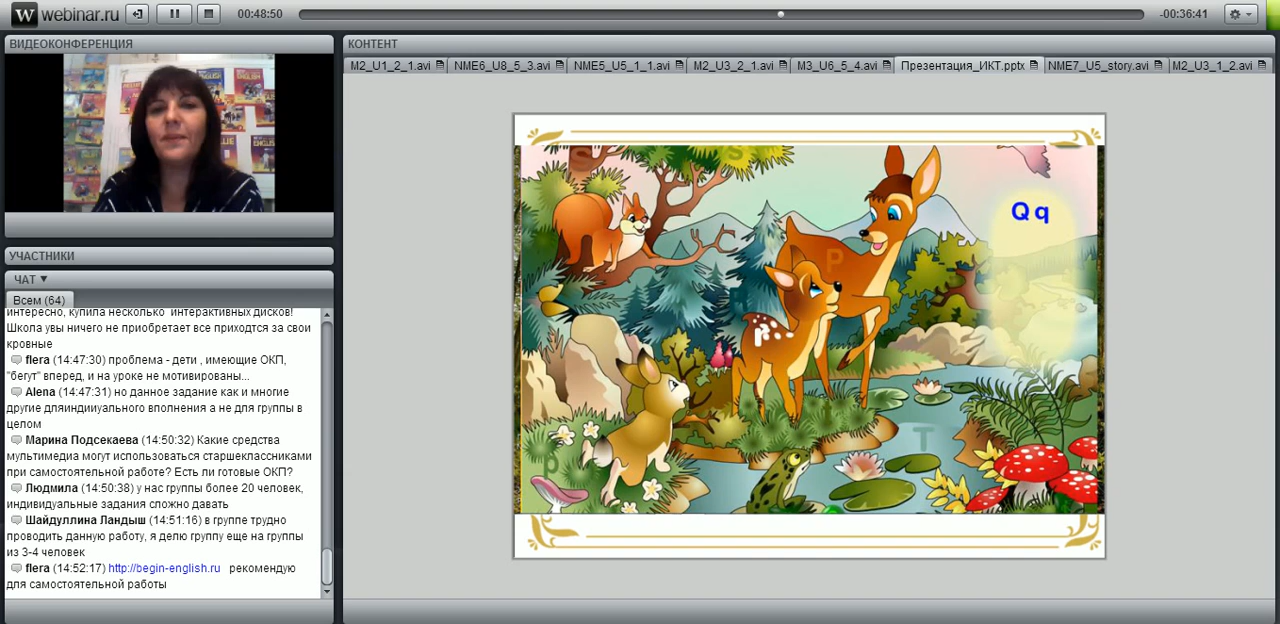 W webinar.ru
00:48:50
-00:36:41
ВИДЕОКОНФЕРЕНЦИЯ
УЧАСТНИКИ
ЧАТ ▼
Всем (64)
интересно, купила несколько интерактивных дисков!
Школа увы ничего не приобретает все приходтся за свои
кровные
flera (14:47:30) проблема - дети , имеющие ОКП,
"бегут" вперед, и на уроке не мотивированы...
Alena (14:47:31) но данное задание как и многие
другие дляиндииуального вполнения а не для группы в
целом
Марина Подсекаева (14:50:32) Какие средства
мультимедиа могут использоваться старшеклассниками
при самостоятельной работе? Есть ли готовые ОКП?
Людмила (14:50:38) у нас группы более 20 человек,
индивидуальные задания сложно давать
Шайдуллина Ландыш (14:51:16) в группе трудно
проводить данную работу, я делю группу еще на группы
из 3-4 человек
flera (14:52:17) http://begin-english.ru рекомендую
для самостоятельной работы
КОНТЕНТ
M2_U1_2_1.avi NME6_U8_5_3.avi NME5_U5_1_1.avi M2_U3_2_1.avi M3_U6_5_4.avi Презентация_ИКТ.pptx NME7_U5_story.avi M2_U3_1_2.avi
S
s
Q q
P
T
p